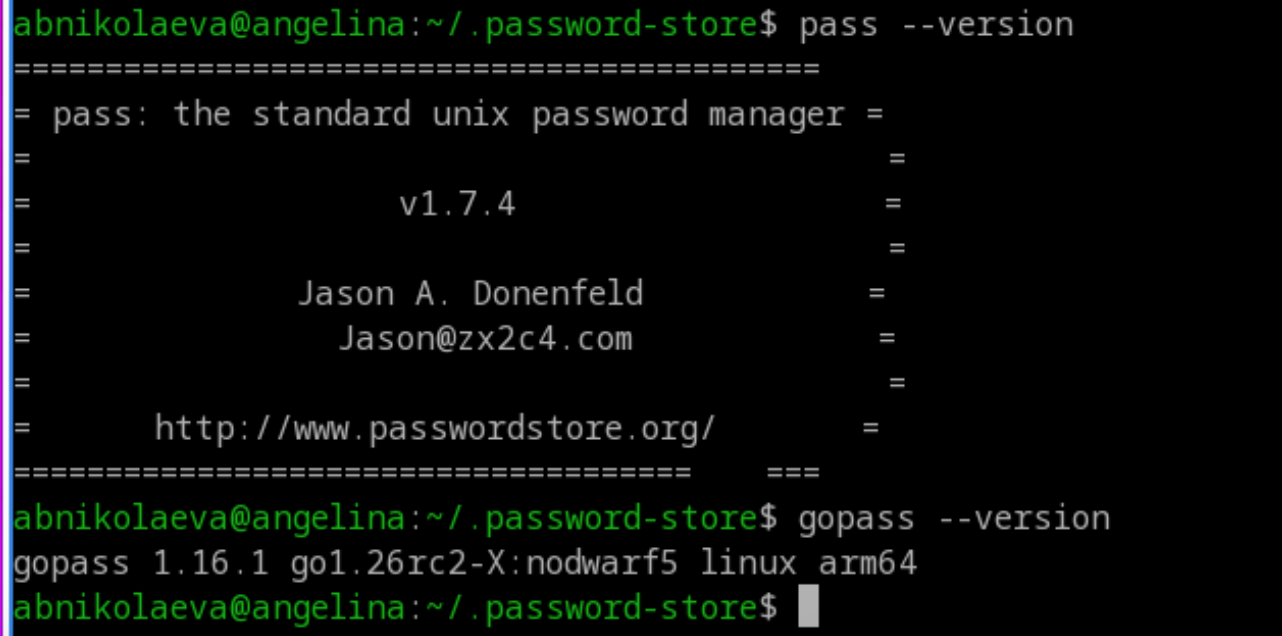 abnikolaeva@angelina:~/.password-store$ pass --version
============================================
= pass: the standard unix password manager =
=                                          =
=                  v1.7.4                  =
=                                          =
=             Jason A. Donenfeld           =
=               Jason@zx2c4.com            =
=                                          =
=      http://www.passwordstore.org/       =
=====================================    ===
abnikolaeva@angelina:~/.password-store$ gopass --version
gopass 1.16.1 go1.26rc2-X:nodwarf5 linux arm64
abnikolaeva@angelina:~/.password-store$